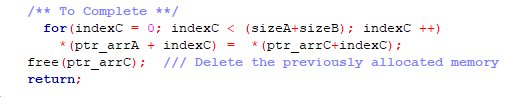 /** To Complete **/
for(indexC = 0; indexC < (sizeA+sizeB); indexC ++)
*(ptr_arrA + indexC) = *(ptr_arrC+indexC);
free(ptr_arrC); /// Delete the previously allocated memory
return;